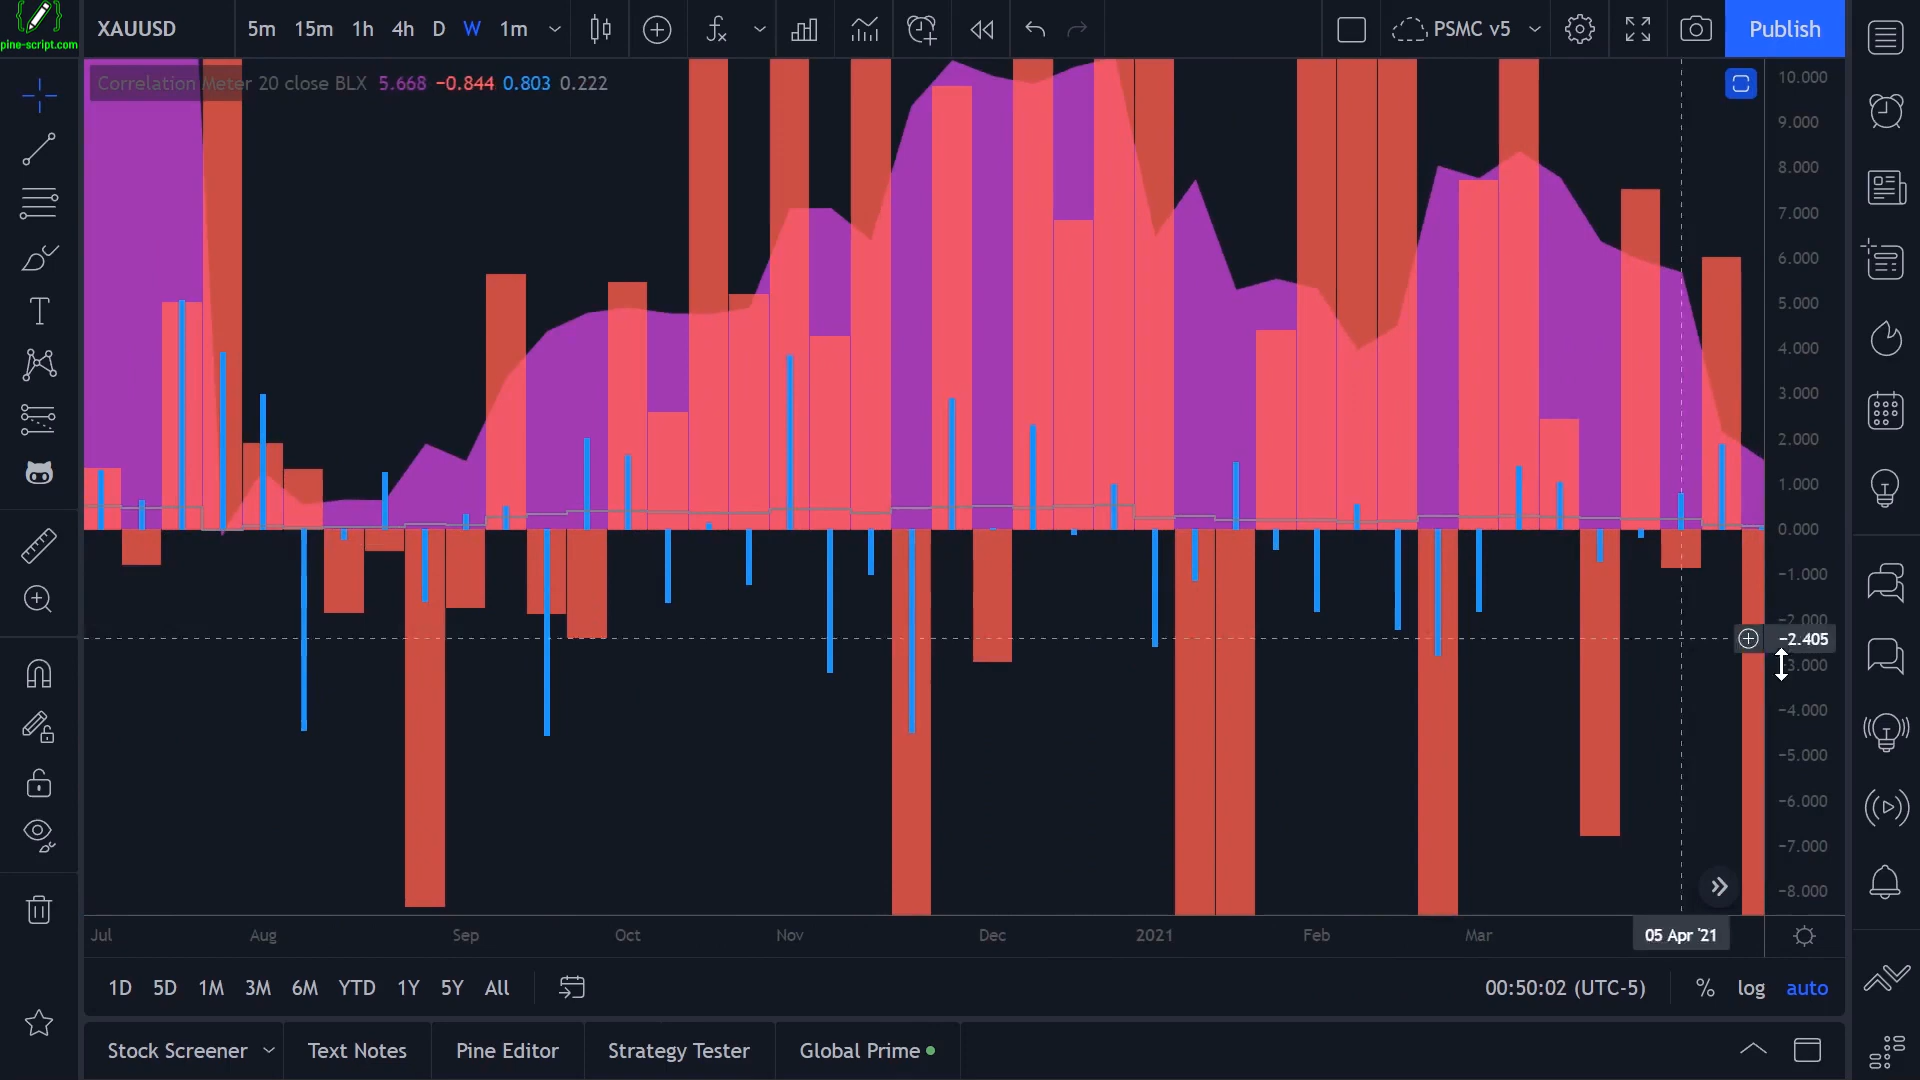 pine-script.com
XAUUSD
5m 15m 1h 4h D W 1m
PSMC v5
Publish
Correlation Meter 20 close BLX 5.668 −0.844 0.803 0.222
10.000
9.000
8.000
7.000
6.000
5.000
4.000
3.000
2.000
1.000
0.000
−1.000
−2.000
−2.405
−3.000
−4.000
−5.000
−6.000
−7.000
−8.000
Jul Aug Sep Oct Nov Dec 2021 Feb Mar 05 Apr '21
1D 5D 1M 3M 6M YTD 1Y 5Y All
00:50:02 (UTC-5) % log auto
Stock Screener Text Notes Pine Editor Strategy Tester Global Prime